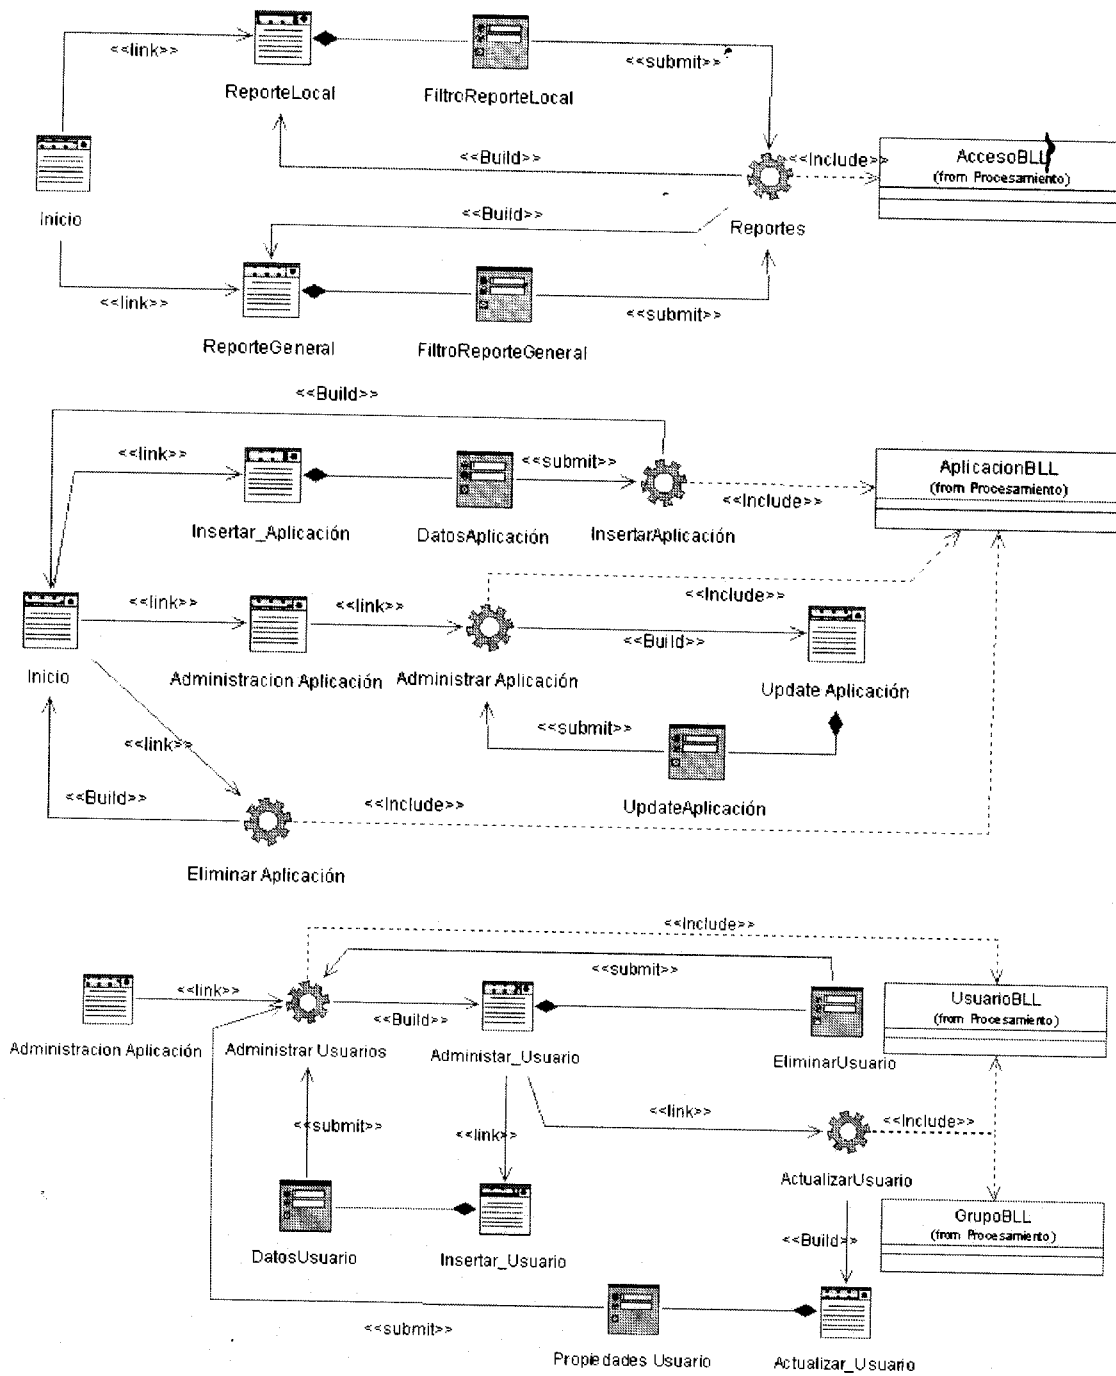 <<link>>
<<submit>>
ReporteLocal
FiltroReporteLocal
<<Build>>
<<Include>>
AccesoBLL
(from Procesamiento)
Inicio
<<Build>>
Reportes
<<link>>
<<submit>>
ReporteGeneral
FiltroReporteGeneral
<<Build>>
<<link>>
<<submit>>
AplicacionBLL
(from Procesamiento)
<<Include>>
Insertar_Aplicación
DatosAplicación
InsertarAplicación
<<link>>
<<link>>
<<Include>>
<<Build>>
Inicio
Administracion Aplicación
Administrar Aplicación
Update Aplicación
<<link>>
<<submit>>
<<Build>>
<<Include>>
UpdateAplicación
Eliminar Aplicación
<<Include>>
<<submit>>
<<link>>
<<Build>>
UsuarioBLL
(from Procesamiento)
Administracion Aplicación
Administrar Usuarios
Administar_Usuario
EliminarUsuario
<<submit>>
<<link>>
<<link>>
<<Include>>
ActualizarUsuario
GrupoBLL
(from Procesamiento)
<<Build>>
DatosUsuario
Insertar_Usuario
<<submit>>
Propiedades Usuario
Actualizar_Usuario